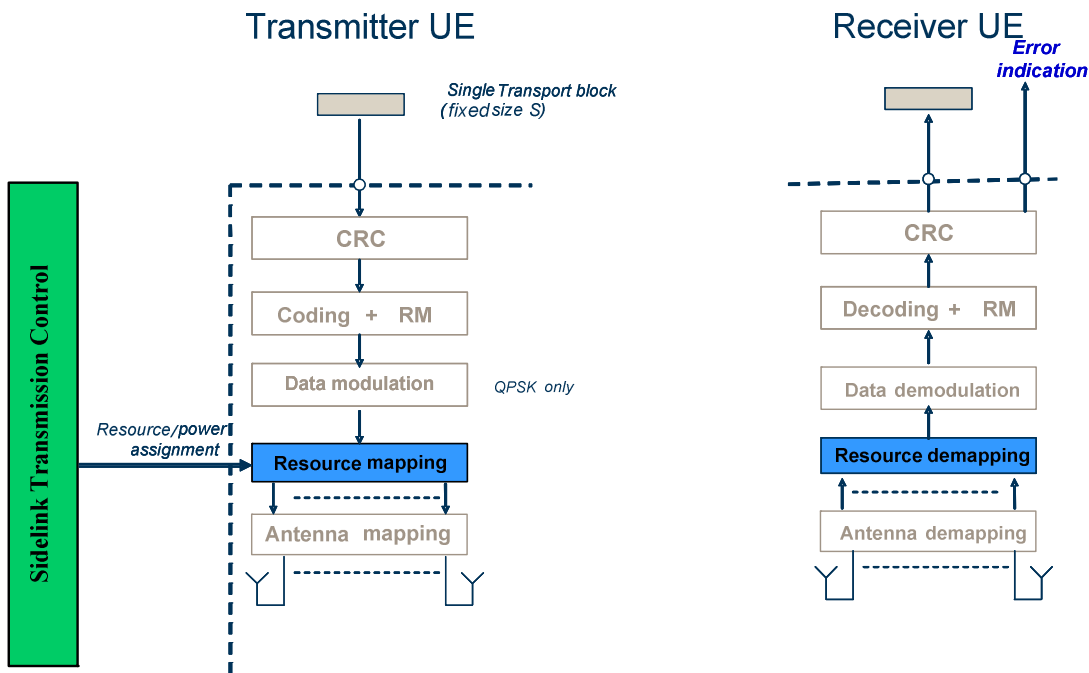 Transmitter UE
Single Transport block
(fixed size S)
CRC
Coding + RM
Data modulation
QPSK only
Resource/power
assignment
Resource mapping
Antenna mapping
Sidelink Transmission Control
Receiver UE
Error
indication
CRC
Decoding + RM
Data demodulation
Resource demapping
Antenna demapping